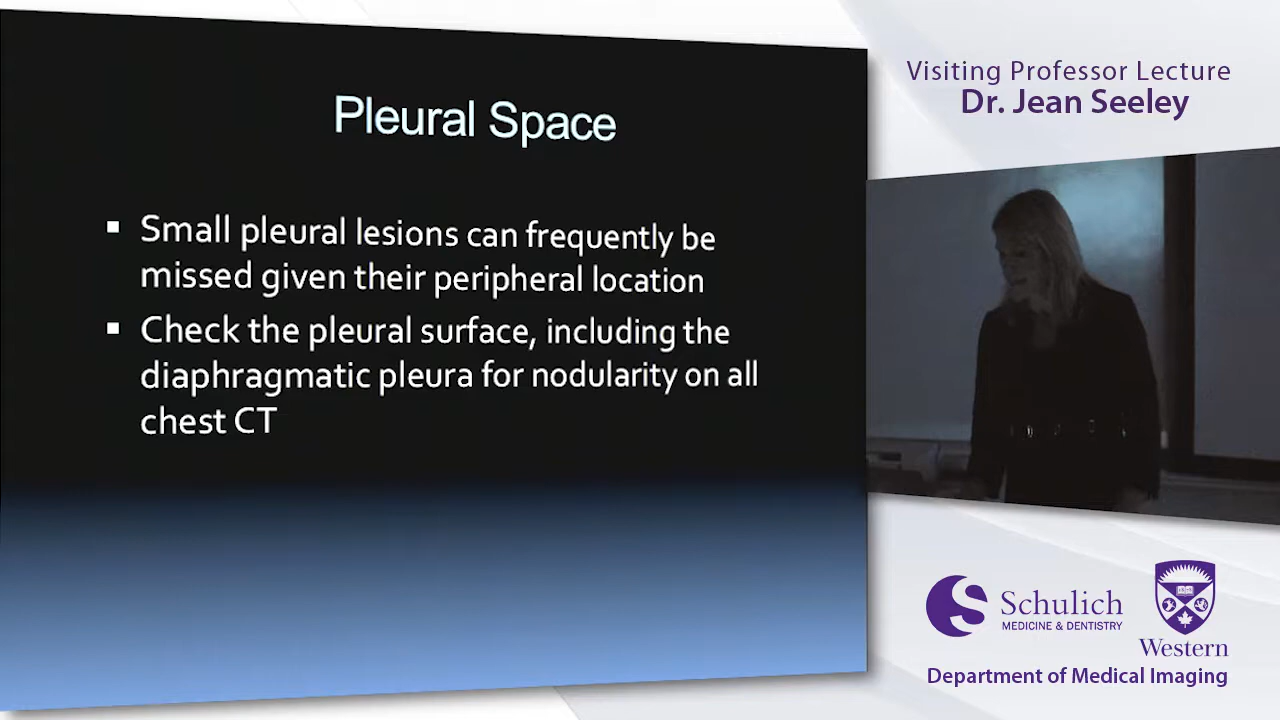 Pleural Space
Small pleural lesions can frequently be
missed given their peripheral location
Check the pleural surface, including the
diaphragmatic pleura for nodularity on all
chest CT
Visiting Professor Lecture
Dr. Jean Seeley
Schulich
MEDICINE & DENTISTRY
Western
Department of Medical Imaging